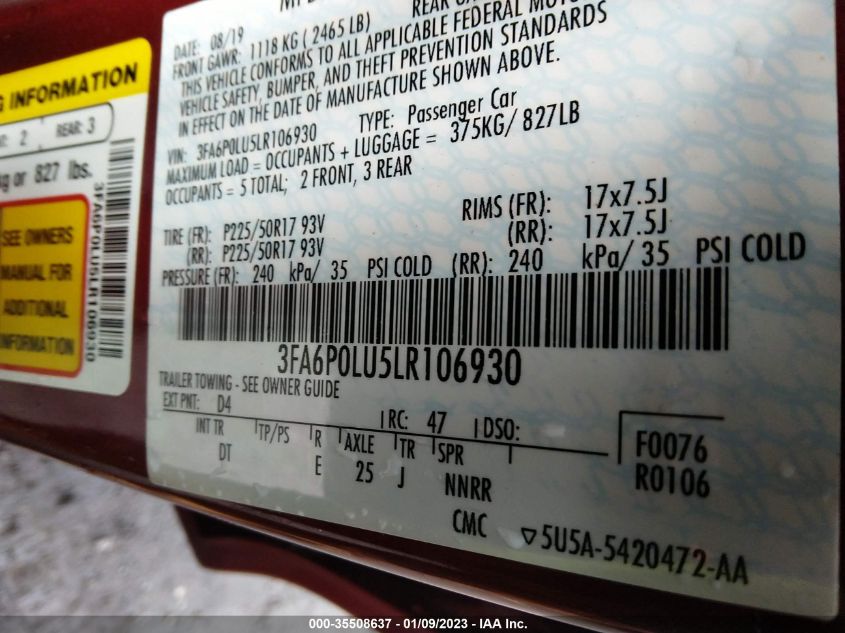 DATE: 08/19
FRONT GAWR: 1118 KG ( 2465 LB)
THIS VEHICLE CONFORMS TO ALL APPLICABLE FEDERAL
VEHICLE SAFETY, BUMPER, AND THEFT PREVENTION STANDARDS
IN EFFECT ON THE DATE OF MANUFACTURE SHOWN ABOVE.
VIN: 3FA6P0LU5LR106930 TYPE: Passenger Car
MAXIMUM LOAD = OCCUPANTS + LUGGAGE = 375KG/ 827LB
OCCUPANTS = 5 TOTAL; 2 FRONT, 3 REAR
TIRE (FR): P225/50R17 93V RIMS (FR): 17x7.5J
(RR): P225/50R17 93V (RR): 17x7.5J
PRESSURE (FR): 240 kPa/ 35 PSI COLD (RR): 240 kPa/ 35 PSI COLD
3FA6P0LU5LR106930
TRAILER TOWING - SEE OWNER GUIDE
EXT PNT: D4 RC: 47 DSO:
INT TR TP/PS R AXLE TR SPR
DT E 25 J NNRR
F0076
R0106
CMC
▽5U5A-5420472-AA
INFORMATION
2 REAR: 3
or 827 lbs.
SEE OWNERS
MANUAL FOR
ADDITIONAL
INFORMATION
3FA6P0LU5LR106930
000-35508637 - 01/09/2023 - IAA Inc.